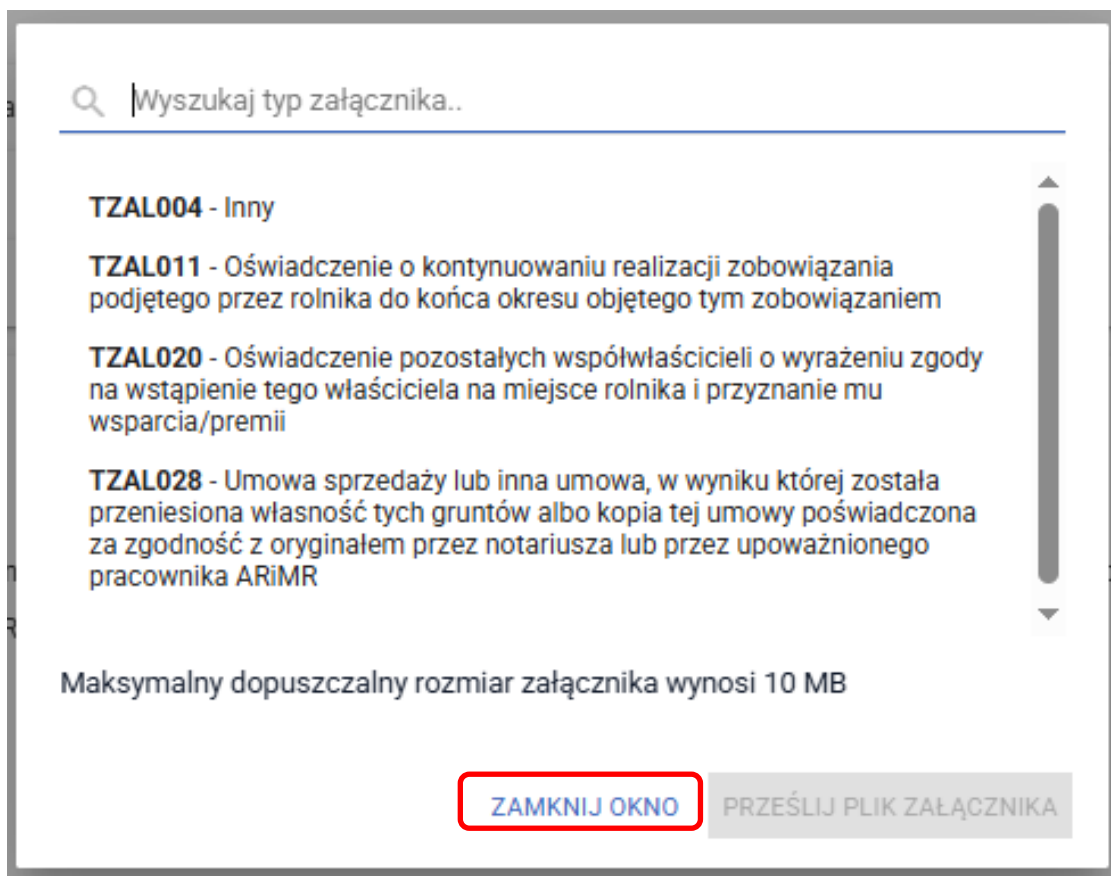 Wyszukaj typ załącznika..
TZAL004 - Inny
TZAL011 - Oświadczenie o kontynuowaniu realizacji zobowiązania
podjętego przez rolnika do końca okresu objętego tym zobowiązaniem
TZAL020 - Oświadczenie pozostałych współwłaścicieli o wyrażeniu zgody
na wstąpienie tego właściciela na miejsce rolnika i przyznanie mu
wsparcia/premii
TZAL028 - Umowa sprzedaży lub inna umowa, w wyniku której została
przeniesiona własność tych gruntów albo kopia tej umowy poświadczona
za zgodność z oryginałem przez notariusza lub przez upoważnionego
pracownika ARiMR
Maksymalny dopuszczalny rozmiar załącznika wynosi 10 MB
ZAMKNIJ OKNO PRZEŚLIJ PLIK ZAŁĄCZNIKA